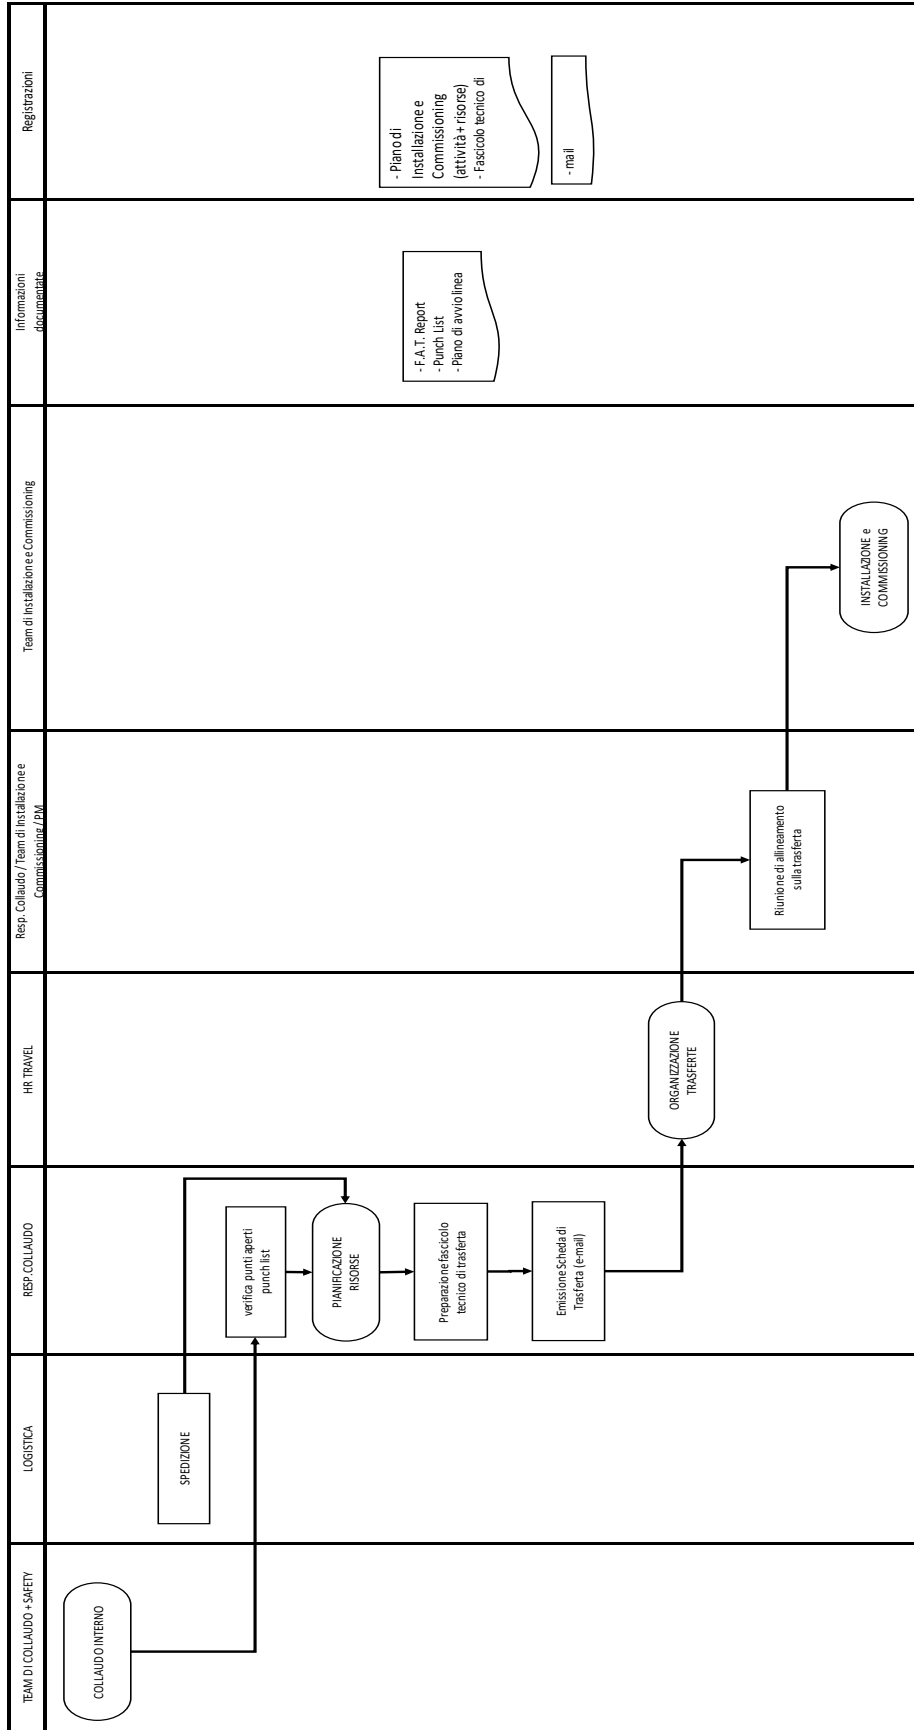 TEAM DI COLLAUDO + SAFETY
LOGISTICA
RESP.COLLAUDO
HR TRAVEL
Resp. Collaudo / Team di Installazione e
Commissioning / PM
Team di Installazione e Commissioning
Informazioni
documentate
Registrazioni
COLLAUDO INTERNO
SPEDIZIONE
verifica punti aperti
punch list
PIANIFICAZIONE
RISORSE
- F.A.T. Report
- Punch List
- Piano di avvio linea
- Piano di
Installazione e
Commissioning
(attività + risorse)
- Fascicolo tecnico di
Preparazione fascicolo
tecnico di trasferta
Emissione Scheda di
Trasferta (e-mail)
- mail
ORGANIZZAZIONE
TRASFERTE
Riunione di allineamento
sulla trasferta
INSTALLAZIONE e
COMMISSIONING